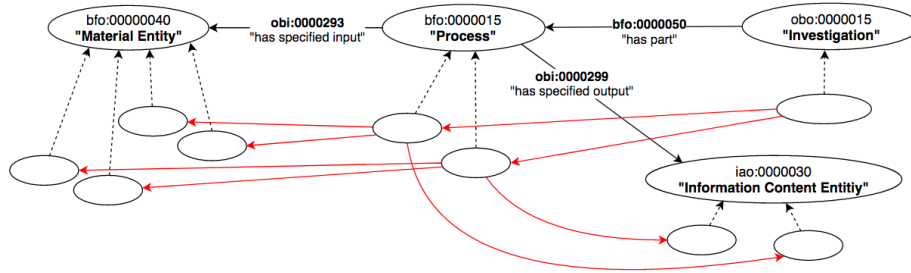 bfo:00000040
"Material Entity"
obi:0000293
"has specified input"
bfo:0000015
"Process"
bfo:0000050
"has part"
obo:0000015
"Investigation"
obi:0000299
"has specified output"
iao:0000030
"Information Content Entitiy"